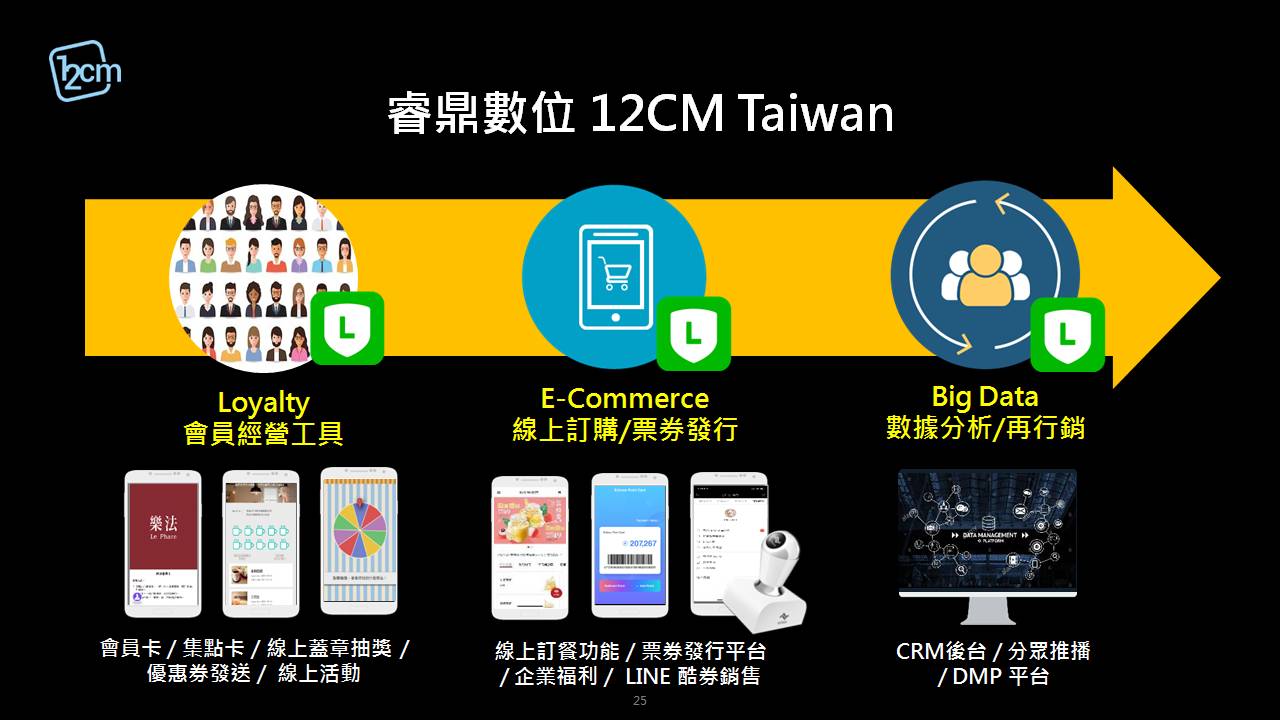 12cm
睿鼎數位 12CM Taiwan
L
L
L
Loyalty
會員經營工具
E-Commerce
線上訂購/票券發行
Big Data
數據分析/再行銷
樂法
Le Phare
207,267
DATA MANAGEMENT
PLATFORM
會員卡 / 集點卡 / 線上蓋章抽獎 /
優惠券發送 / 線上活動
線上訂餐功能 / 票券發行平台
/ 企業福利 / LINE 酷券銷售
CRM後台 / 分眾推播
/ DMP 平台
25